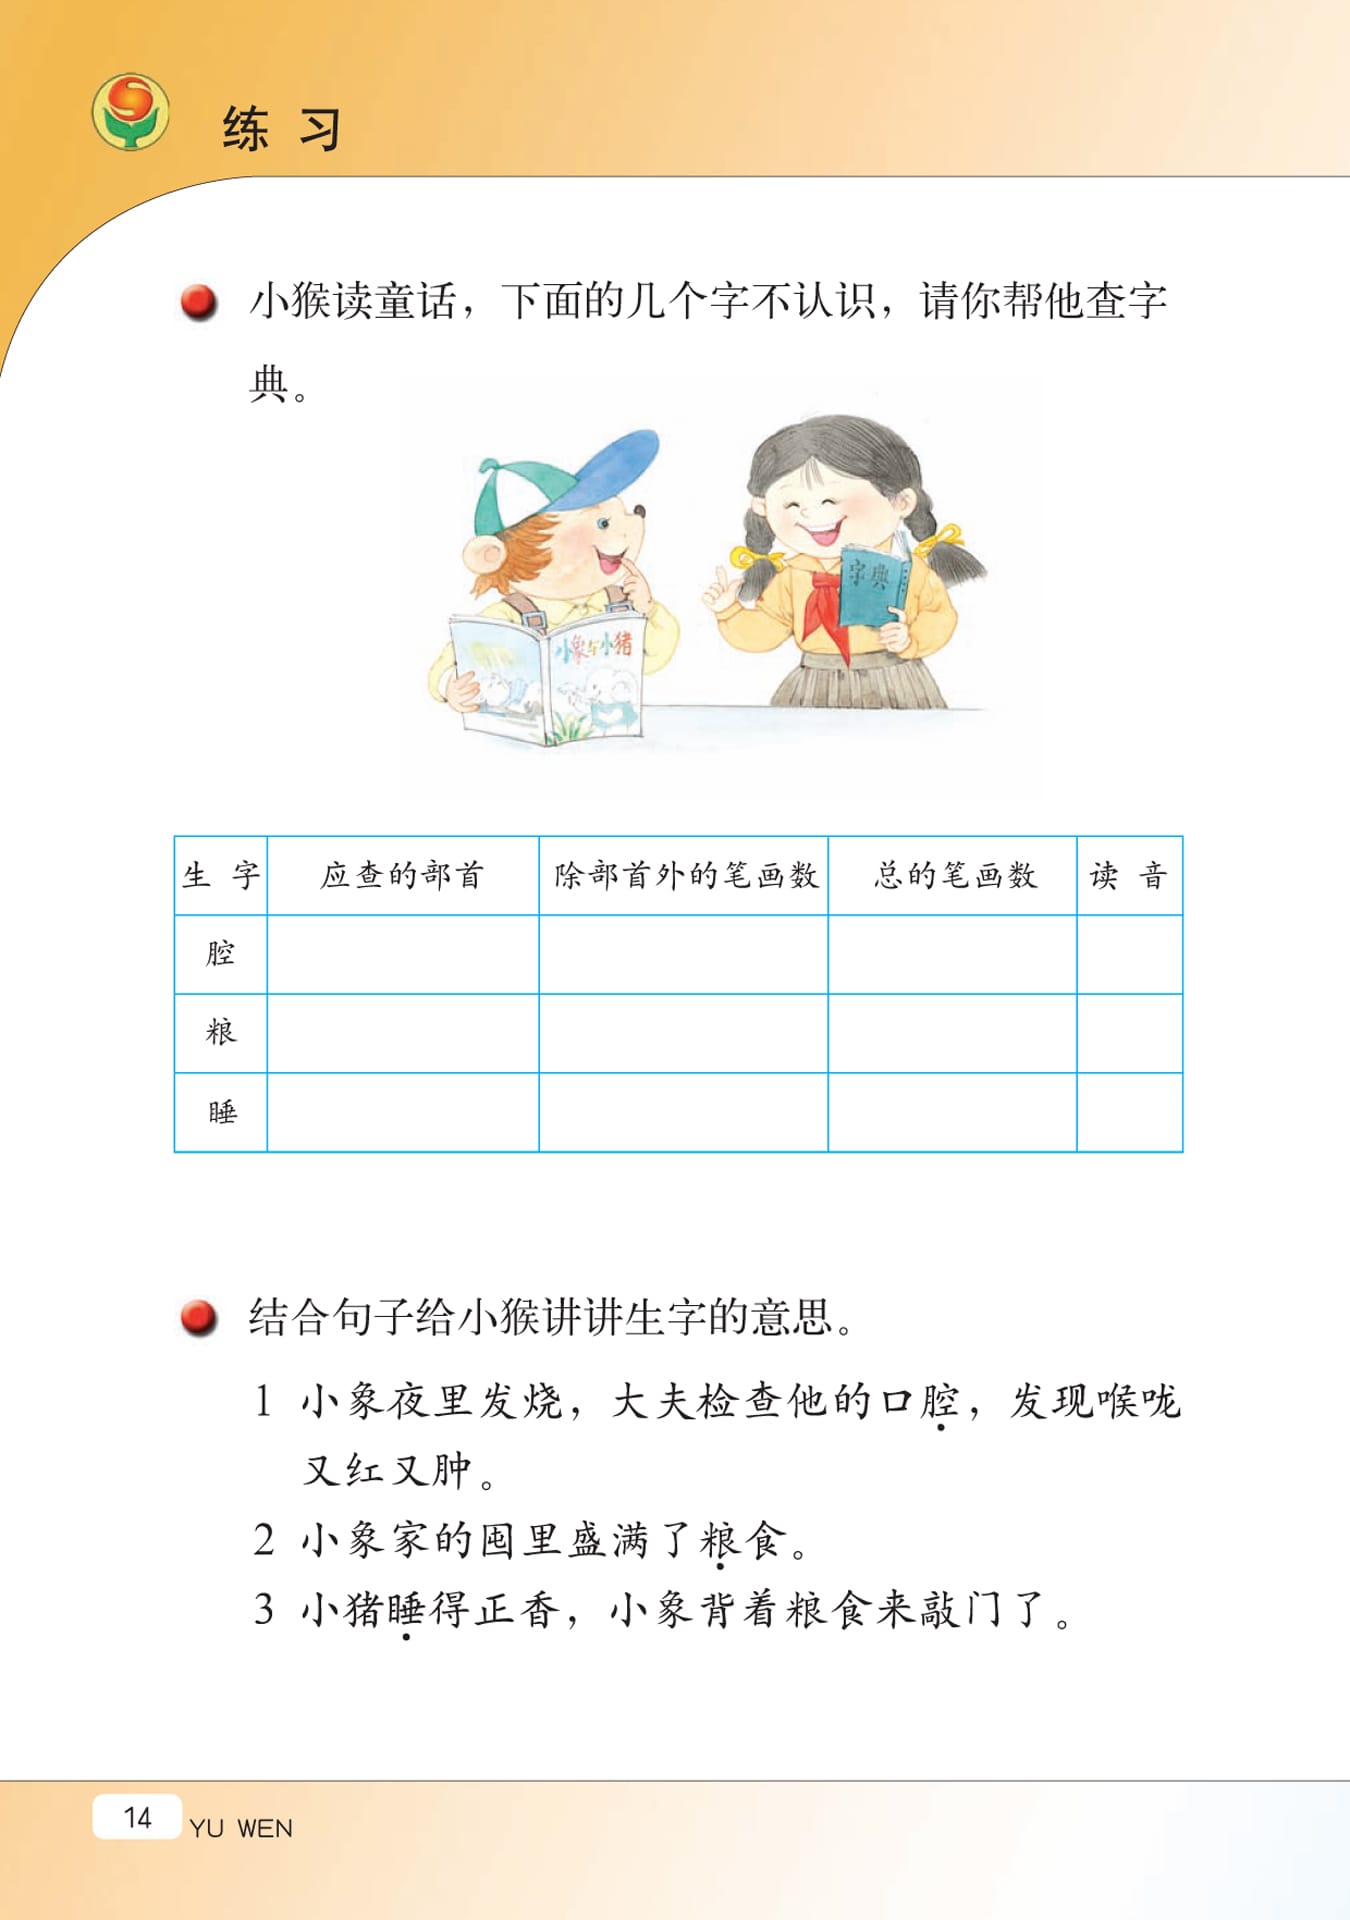 练 习
小猴读童话，下面的几个字不认识，请你帮他查字
典。
字典
小象与小猪
生 字 应查的部首 除部首外的笔画数 总的笔画数 读 音
腔
粮
睡
结合句子给小猴讲讲生字的意思。
1 小象夜里发烧，大夫检查他的口腔，发现喉咙
又红又肿。
2 小象家的囤里盛满了粮食。
3 小猪睡得正香，小象背着粮食来敲门了。
14 YU WEN